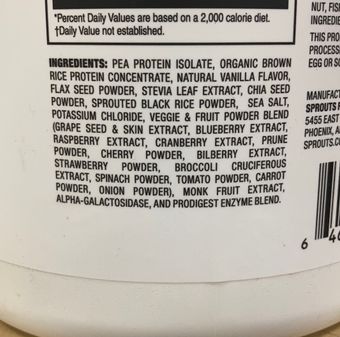 *Percent Daily Values are based on a 2,000 calorie diet.
†Daily Value not established.
INGREDIENTS: PEA PROTEIN ISOLATE, ORGANIC BROWN
RICE PROTEIN CONCENTRATE, NATURAL VANILLA FLAVOR,
FLAX SEED POWDER, STEVIA LEAF EXTRACT, CHIA SEED
POWDER, SPROUTED BLACK RICE POWDER, SEA SALT,
POTASSIUM CHLORIDE, VEGGIE & FRUIT POWDER BLEND
(GRAPE SEED & SKIN EXTRACT, BLUEBERRY EXTRACT,
RASPBERRY EXTRACT, CRANBERRY EXTRACT, PRUNE
POWDER, CHERRY POWDER, BILBERRY EXTRACT,
STRAWBERRY POWDER, BROCCOLI CRUCIFEROUS
EXTRACT, SPINACH POWDER, TOMATO POWDER, CARROT
POWDER, ONION POWDER), MONK FRUIT EXTRACT,
ALPHA-GALACTOSIDASE, AND PRODIGEST ENZYME BLEND.
NUT, FIS
INGREDIE
THIS PRO
PROCESS
EGG OR S
MANUFACT
SPROUTS F
5455 EAST
PHOENIX, A
SPROUTS.C
6 46